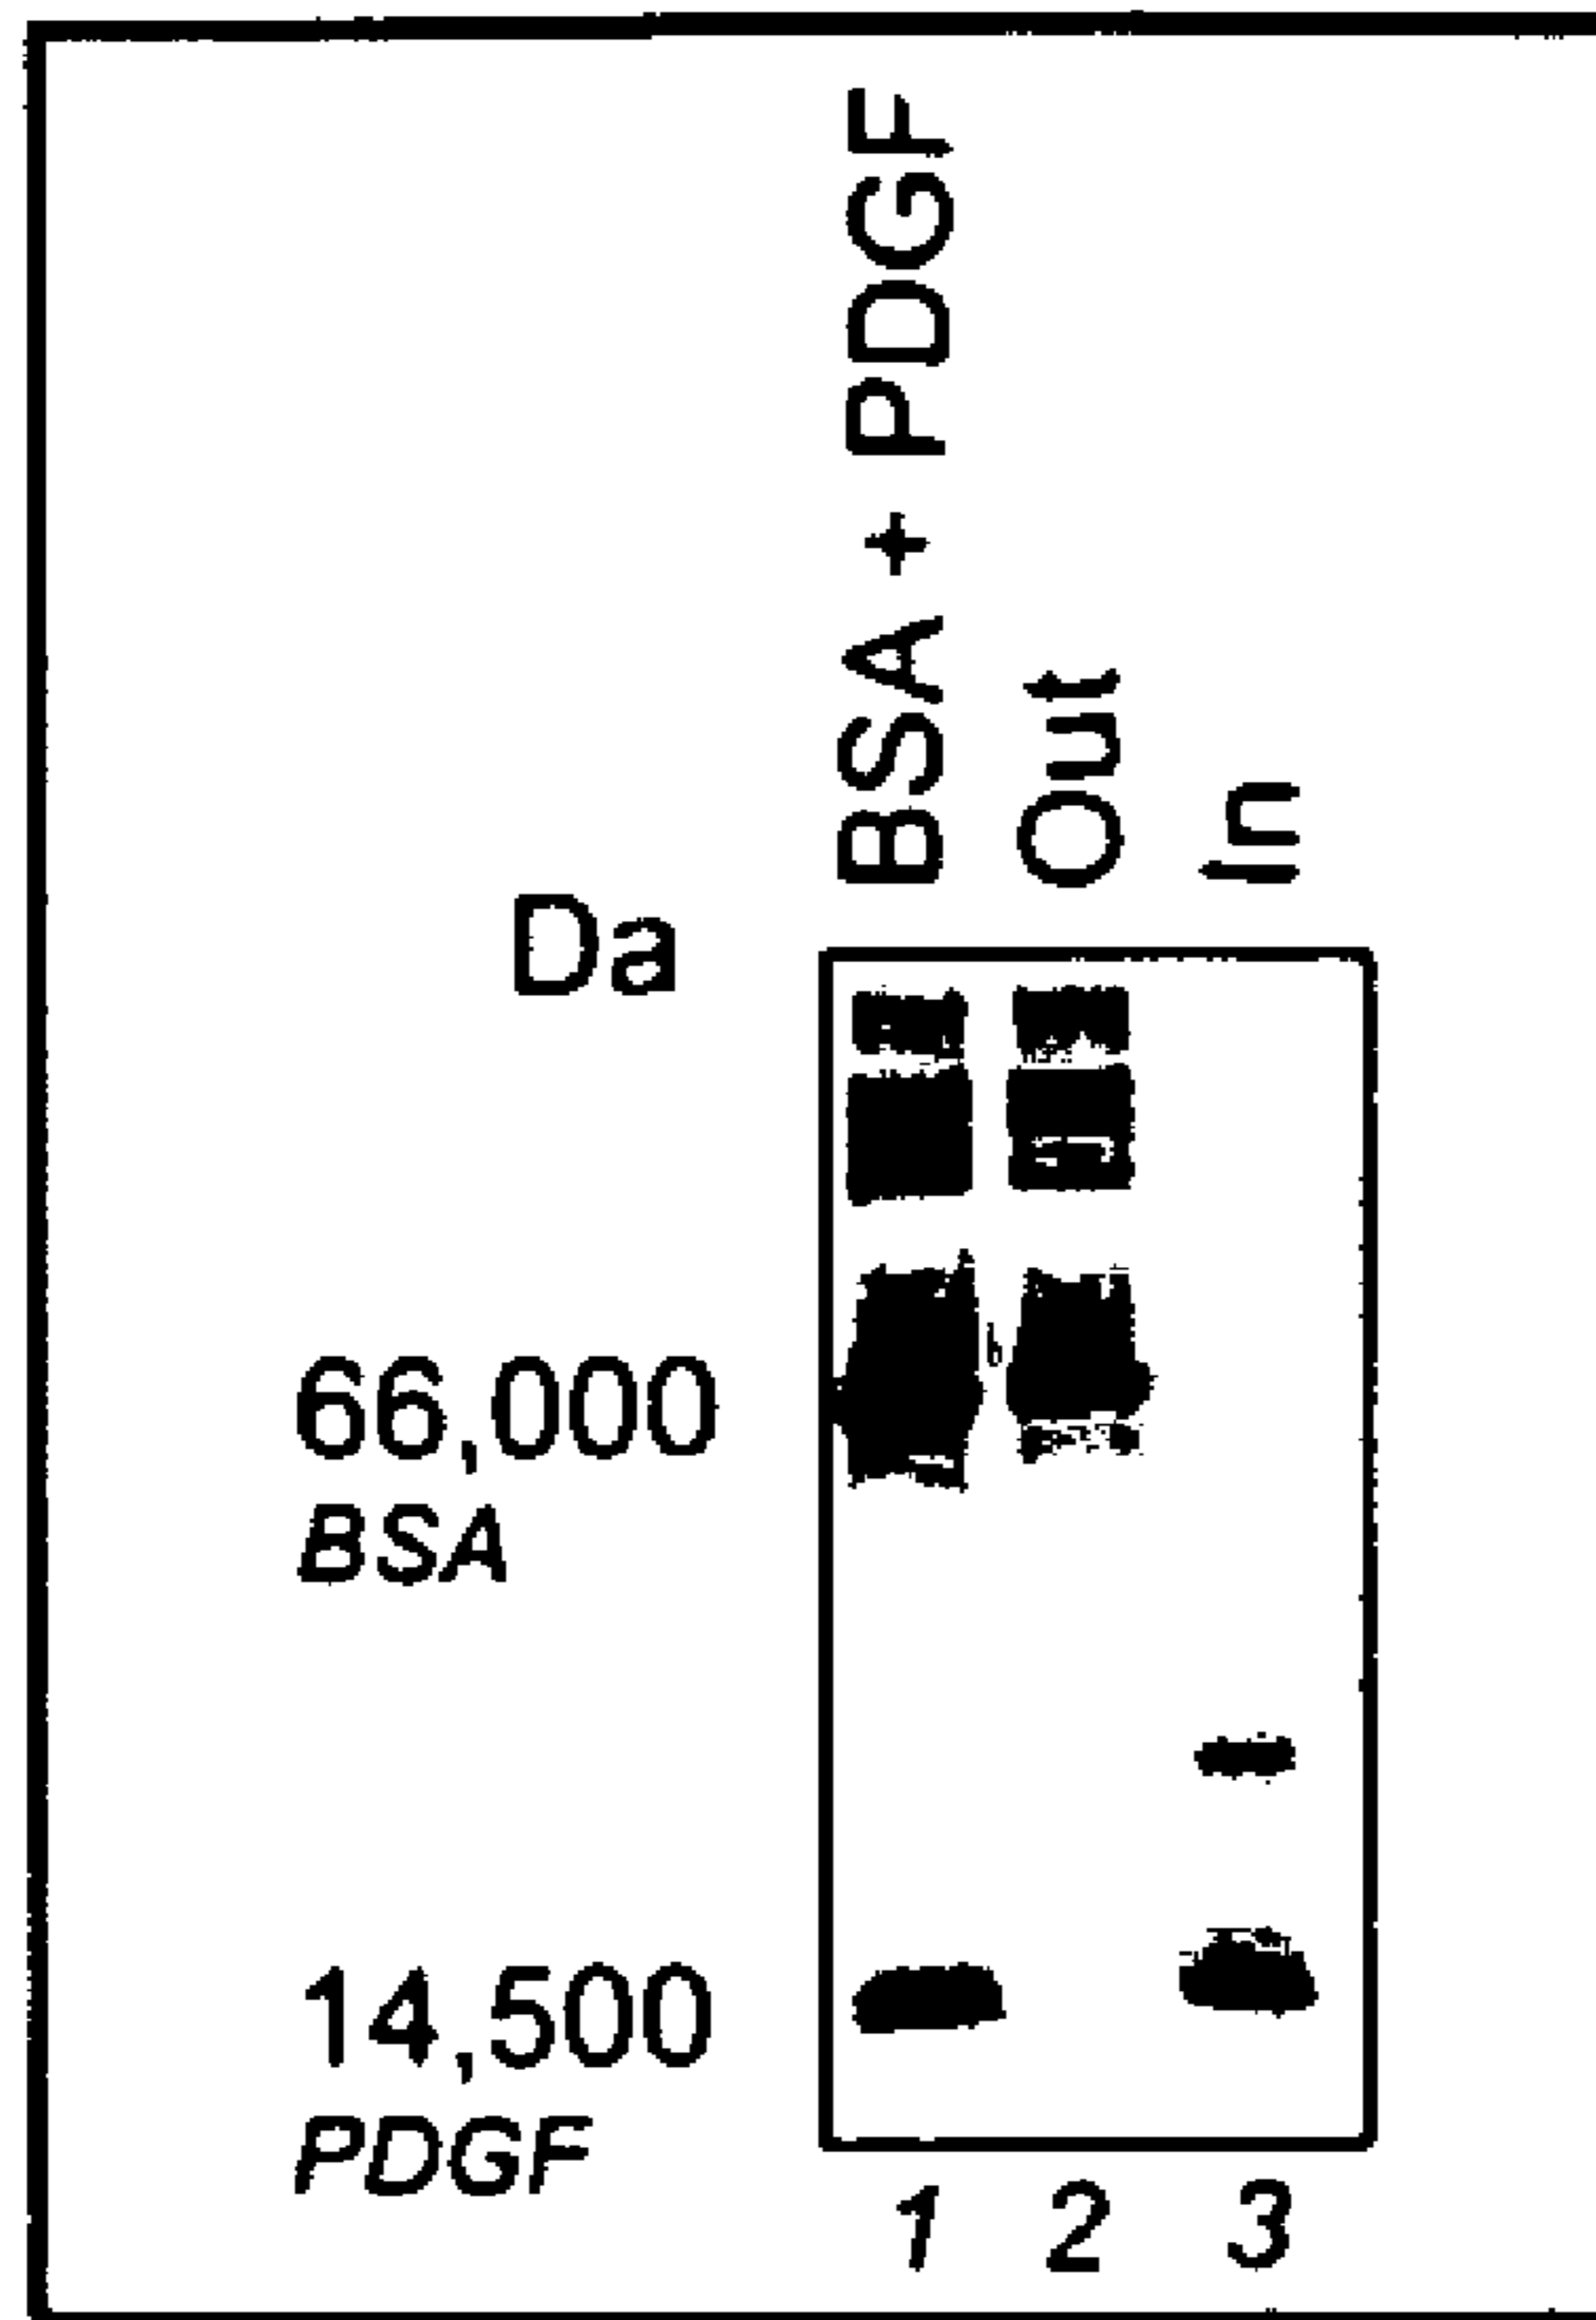 BSA + PDGF
Out
In
Da
66,000
BSA
14,500
PDGF
1 2 3